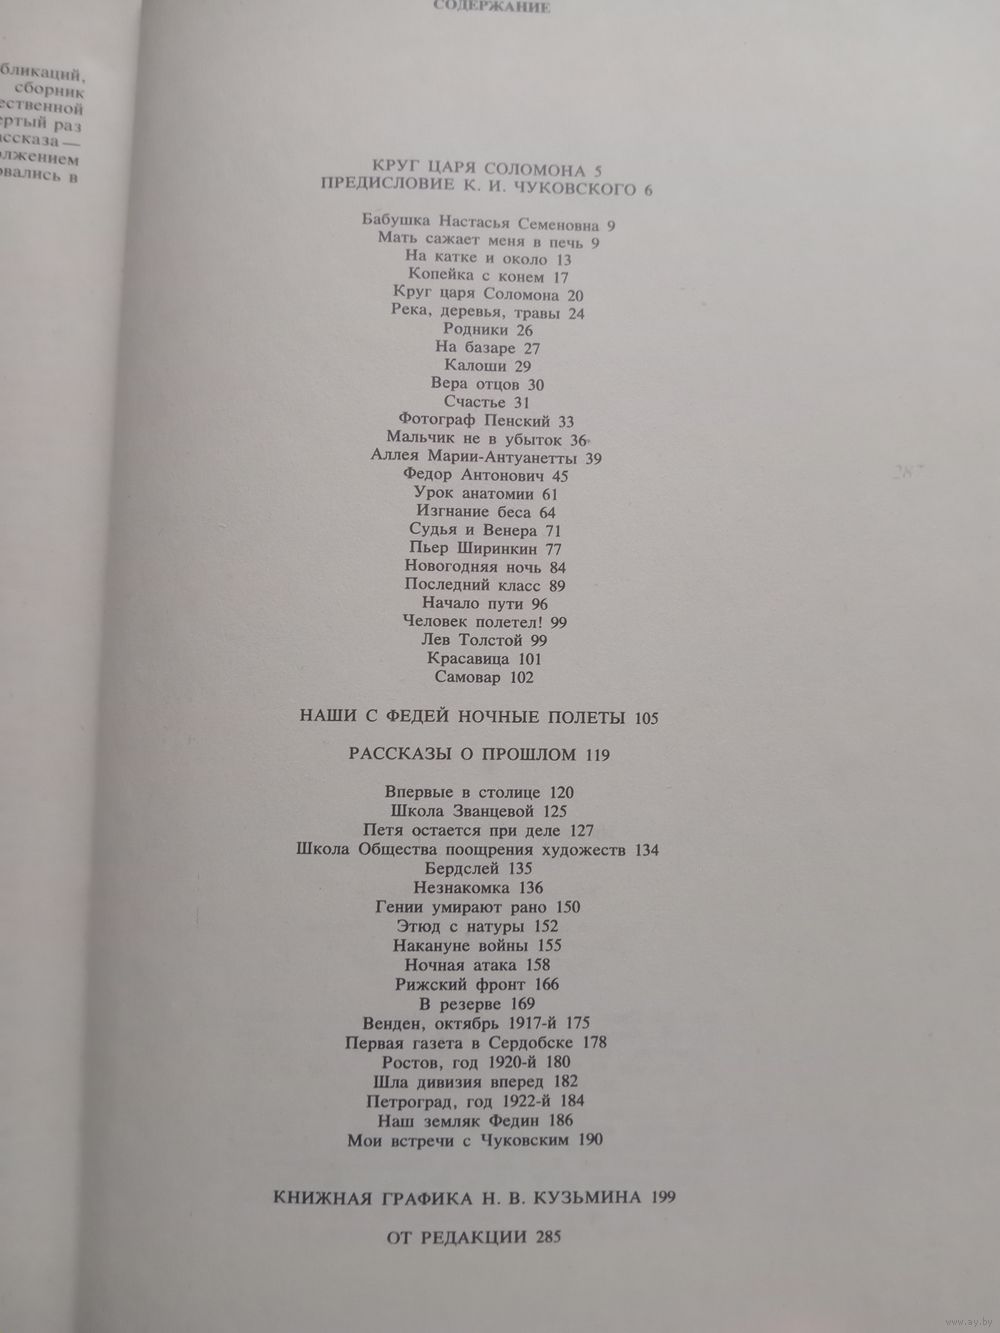 СОДЕРЖАНИЕ
бликаций,
сборник
ественной
ертый раз
ссказа —
лжением
овались в
КРУГ ЦАРЯ СОЛОМОНА 5
ПРЕДИСЛОВИЕ К. И. ЧУКОВСКОГО 6
Бабушка Настасья Семеновна 9
Мать сажает меня в печь 9
На катке и около 13
Копейка с конем 17
Круг царя Соломона 20
Река, деревья, травы 24
Родники 26
На базаре 27
Калоши 29
Вера отцов 30
Счастье 31
Фотограф Пенский 33
Мальчик не в убыток 36
Аллея Марии-Антуанетты 39
Федор Антонович 45
Урок анатомии 61
Изгнание беса 64
Судья и Венера 71
Пьер Ширинкин 77
Новогодняя ночь 84
Последний класс 89
Начало пути 96
Человек полетел! 99
Лев Толстой 99
Красавица 101
Самовар 102
НАШИ С ФЕДЕЙ НОЧНЫЕ ПОЛЕТЫ 105
РАССКАЗЫ О ПРОШЛОМ 119
Впервые в столице 120
Школа Званцевой 125
Петя остается при деле 127
Школа Общества поощрения художеств 134
Бердслей 135
Незнакомка 136
Гении умирают рано 150
Этюд с натуры 152
Накануне войны 155
Ночная атака 158
Рижский фронт 166
В резерве 169
Венден, октябрь 1917-й 175
Первая газета в Сердобске 178
Ростов, год 1920-й 180
Шла дивизия вперед 182
Петроград, год 1922-й 184
Наш земляк Федин 186
Мои встречи с Чуковским 190
КНИЖНАЯ ГРАФИКА Н. В. КУЗЬМИНА 199
ОТ РЕДАКЦИИ 285
www.ay.by